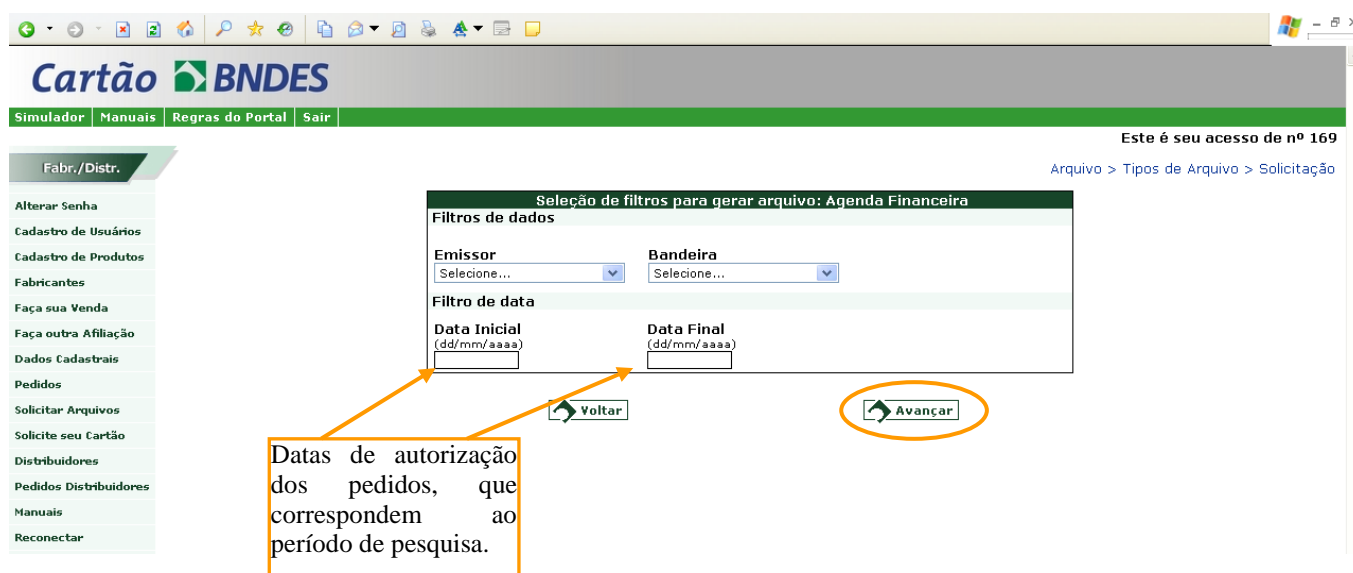 Cartão BNDES
Simulador Manuais Regras do Portal Sair
Este é seu acesso de nº 169
Fabr./Distr.
Arquivo > Tipos de Arquivo > Solicitação
Alterar Senha
Cadastro de Usuários
Cadastro de Produtos
Fabricantes
Faça sua Venda
Faça outra Afiliação
Dados Cadastrais
Pedidos
Solicitar Arquivos
Solicite seu Cartão
Distribuidores
Pedidos Distribuidores
Manuais
Reconectar
Seleção de filtros para gerar arquivo: Agenda Financeira
Filtros de dados
Emissor Bandeira
Selecione... Selecione...
Filtro de data
Data Inicial Data Final
(dd/mm/aaaa) (dd/mm/aaaa)
Voltar Avançar
Datas de autorização
dos pedidos, que
correspondem ao
período de pesquisa.